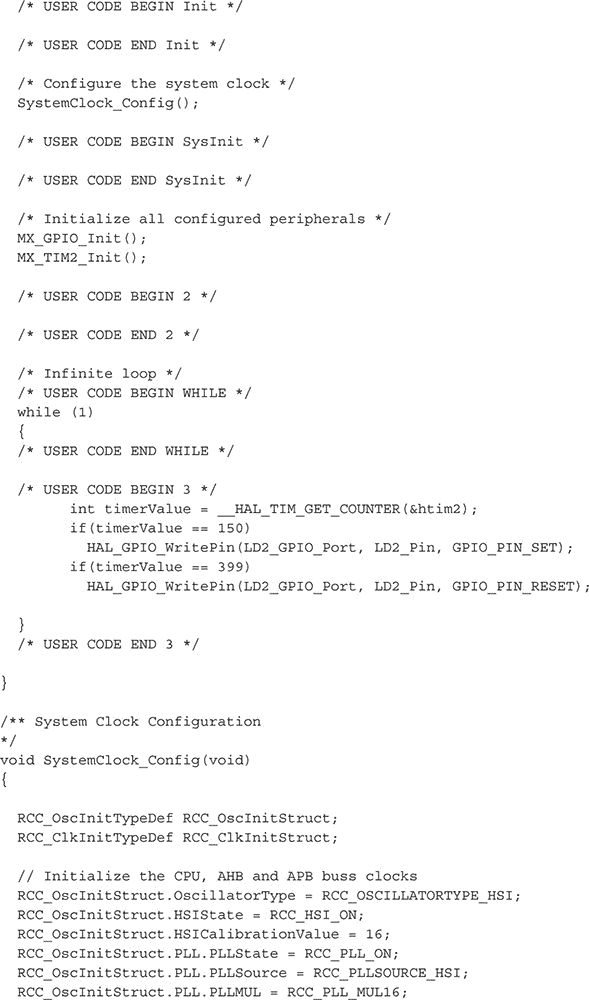 /* USER CODE BEGIN Init */
/* USER CODE END Init */
/* Configure the system clock */
SystemClock_Config();
/* USER CODE BEGIN SysInit */
/* USER CODE END SysInit */
/* Initialize all configured peripherals */
MX_GPIO_Init();
MX_TIM2_Init();
/* USER CODE BEGIN 2 */
/* USER CODE END 2 */
/* Infinite loop */
/* USER CODE BEGIN WHILE */
while (1)
{
/* USER CODE END WHILE */
/* USER CODE BEGIN 3 */
int timerValue = __HAL_TIM_GET_COUNTER(&htim2);
if(timerValue == 150)
HAL_GPIO_WritePin(LD2_GPIO_Port, LD2_Pin, GPIO_PIN_SET);
if(timerValue == 399)
HAL_GPIO_WritePin(LD2_GPIO_Port, LD2_Pin, GPIO_PIN_RESET);
}
/* USER CODE END 3 */
}
/** System Clock Configuration
*/
void SystemClock_Config(void)
{
RCC_OscInitTypeDef RCC_OscInitStruct;
RCC_ClkInitTypeDef RCC_ClkInitStruct;
// Initialize the CPU, AHB and APB buss clocks
RCC_OscInitStruct.OscillatorType = RCC_OSCILLATORTYPE_HSI;
RCC_OscInitStruct.HSIState = RCC_HSI_ON;
RCC_OscInitStruct.HSICalibrationValue = 16;
RCC_OscInitStruct.PLL.PLLState = RCC_PLL_ON;
RCC_OscInitStruct.PLL.PLLSource = RCC_PLLSOURCE_HSI;
RCC_OscInitStruct.PLL.PLLMUL = RCC_PLL_MUL16;